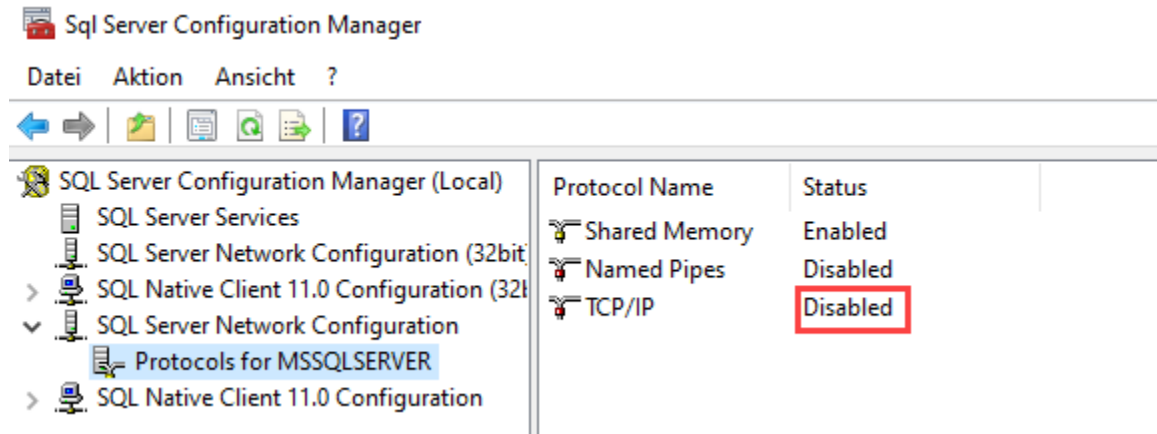 Sql Server Configuration Manager
Datei Aktion Ansicht ?
SQL Server Configuration Manager (Local)
SQL Server Services
SQL Server Network Configuration (32bit
SQL Native Client 11.0 Configuration (32b
SQL Server Network Configuration
Protocols for MSSQLSERVER
SQL Native Client 11.0 Configuration
Protocol Name Status
Shared Memory Enabled
Named Pipes Disabled
TCP/IP Disabled